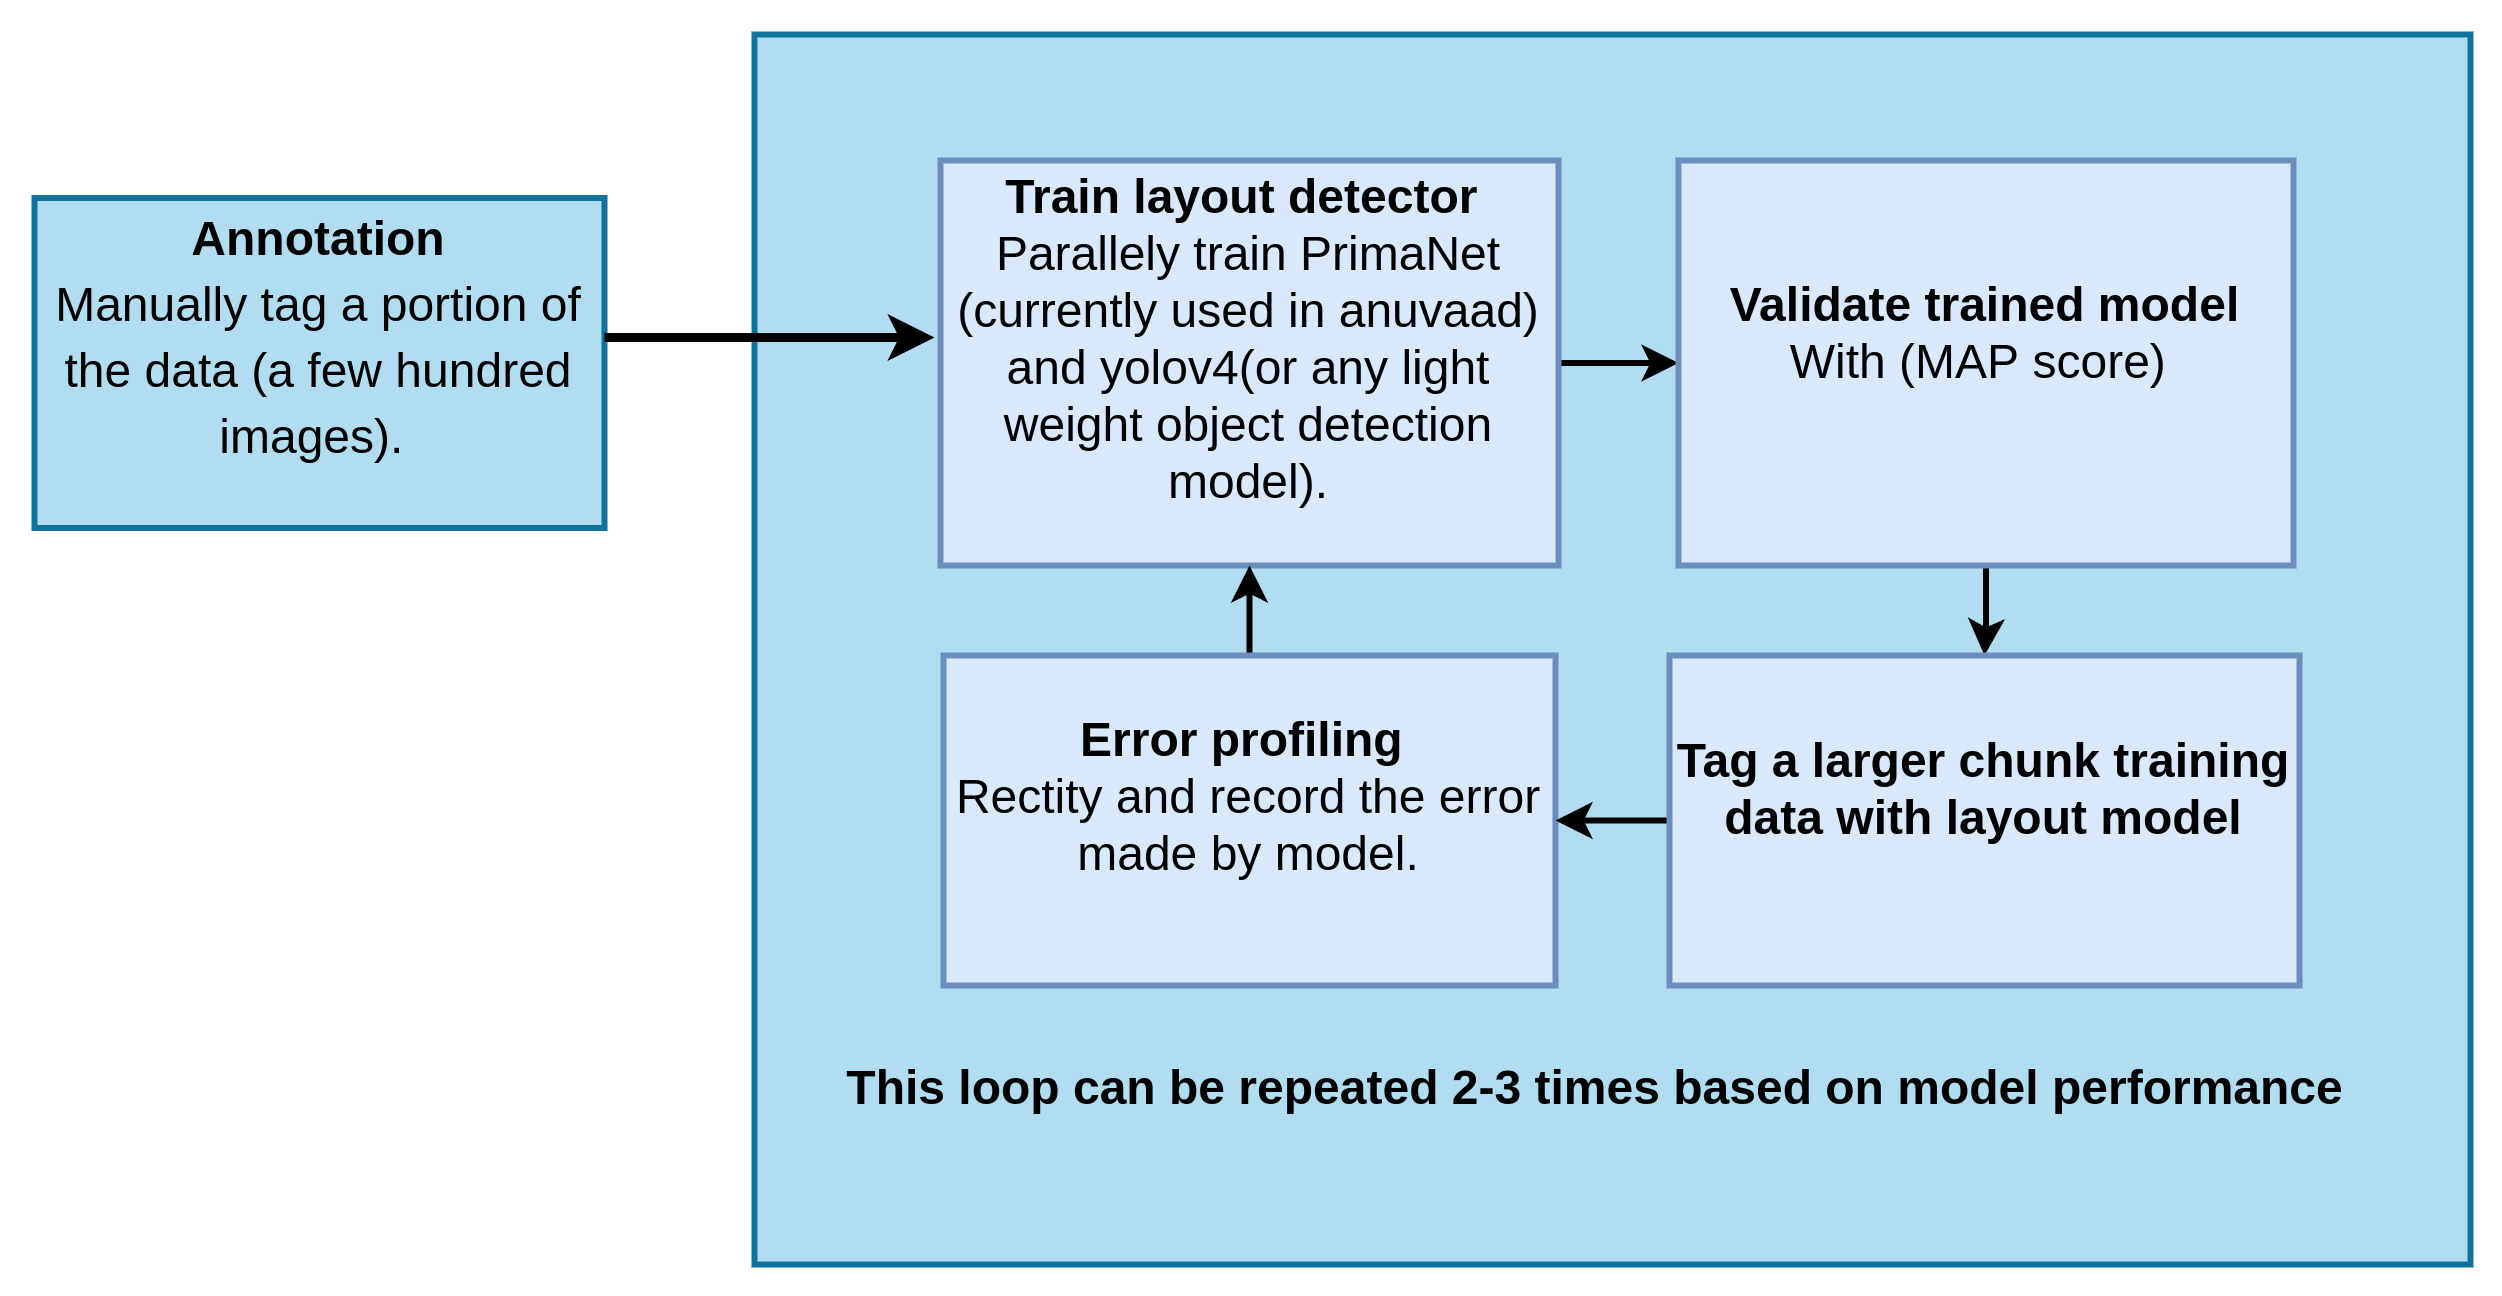 Annotation
Manually tag a portion of
the data (a few hundred
images).
Train layout detector
Parallely train PrimaNet
(currently used in anuvaad)
and yolov4(or any light
weight object detection
model).
Validate trained model
With (MAP score)
Tag a larger chunk training
data with layout model
Error profiling
Rectity and record the error
made by model.
This loop can be repeated 2-3 times based on model performance